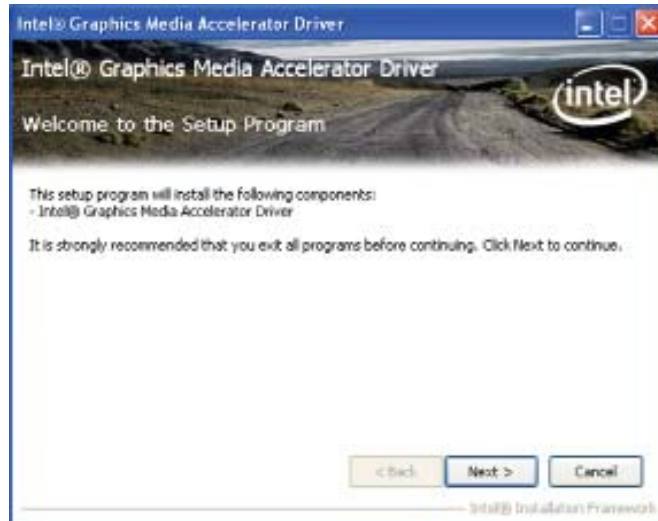 Intel® Graphics Media Accelerator Driver
Intel® Graphics Media Accelerator Driver
intel
Welcome to the Setup Program
This setup program will install the following components:
- Intel® Graphics Media Accelerator Driver
It is strongly recommended that you exit all programs before continuing. Click Next to continue.
< Back
Next >
Cancel
Intel® Installation Framework